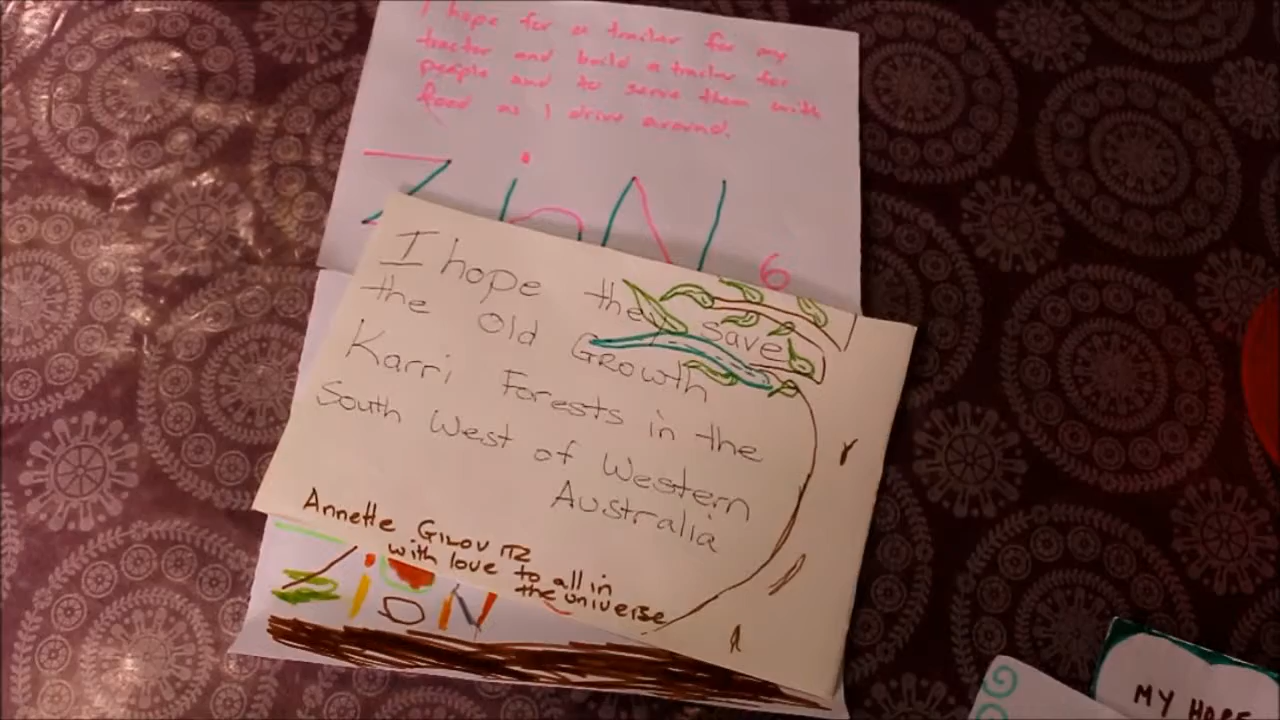 I hope for a trailer for my
tractor and build a trailer for
people and to serve them with
food as I drive around.
ZioN 6
I hope they save
the Old GRowth
Karri Forests in the
South West of Western
Australia
Annette GILOVITZ
with love to all in
the universe
ZiON
MY HOPE